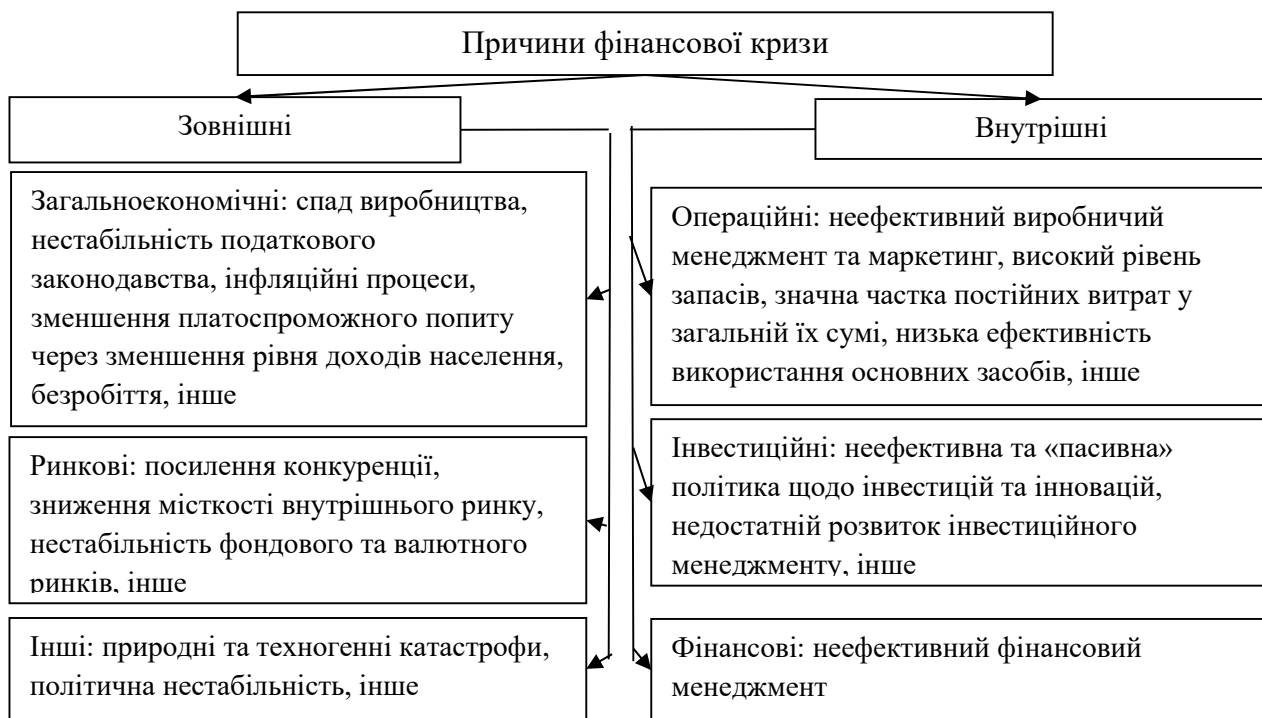 Причини фінансової кризи
Зовнішні
Внутрішні
Загальноекономічні: спад виробництва,
нестабільність податкового
законодавства, інфляційні процеси,
зменшення платоспроможного попиту
через зменшення рівня доходів населення,
безробіття, інше
Ринкові: посилення конкуренції,
зниження місткості внутрішнього ринку,
нестабільність фондового та валютного
ринків, інше
Інші: природні та техногенні катастрофи,
політична нестабільність, інше
Операційні: неефективний виробничий
менеджмент та маркетинг, високий рівень
запасів, значна частка постійних витрат у
загальній їх сумі, низька ефективність
використання основних засобів, інше
Інвестиційні: неефективна та «пасивна»
політика щодо інвестицій та інновацій,
недостатній розвиток інвестиційного
менеджменту, інше
Фінансові: неефективний фінансовий
менеджмент